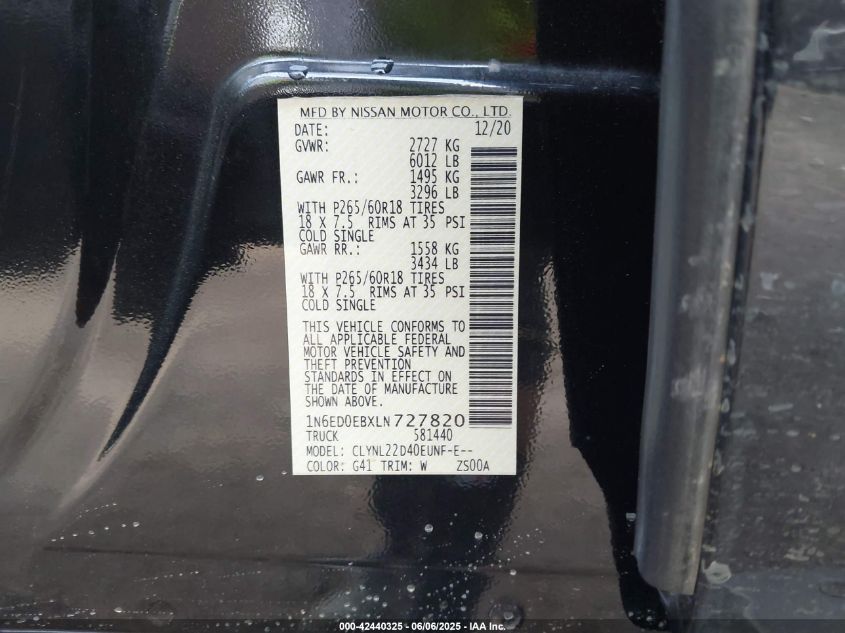 MFD BY NISSAN MOTOR CO., LTD.
DATE: 12/20
GVWR: 2727 KG
6012 LB
GAWR FR.: 1495 KG
3296 LB
WITH P265/60R18 TIRES
18 X 7.5 RIMS AT 35 PSI
COLD SINGLE
GAWR RR.: 1558 KG
3434 LB
WITH P265/60R18 TIRES
18 X 7.5 RIMS AT 35 PSI
COLD SINGLE
THIS VEHICLE CONFORMS TO
ALL APPLICABLE FEDERAL
MOTOR VEHICLE SAFETY AND
THEFT PREVENTION
STANDARDS IN EFFECT ON
THE DATE OF MANUFACTURE
SHOWN ABOVE.
1N6ED0EBXLN727820
TRUCK 581440
MODEL: CLYNL22D40EUNF-E--
COLOR: G41 TRIM: W ZS00A
000-42440325 - 06/06/2025 - IAA Inc.